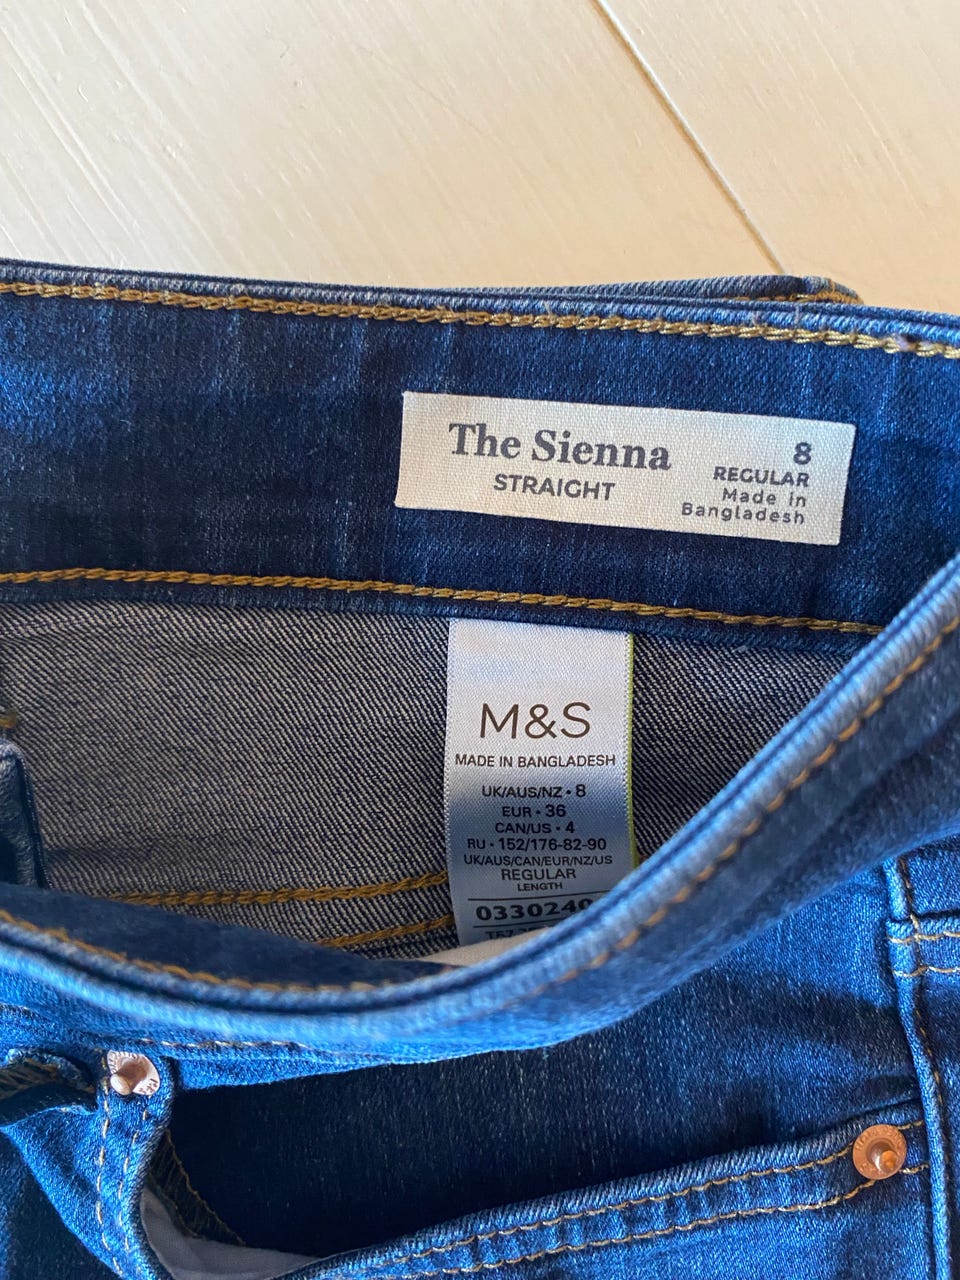 The Sienna
STRAIGHT
8
REGULAR
Made in
Bangladesh
M&S
MADE IN BANGLADESH
UK/AUS/NZ • 8
EUR • 36
CAN/US • 4
RU • 152/176-82-90
UK/AUS/CAN/EUR/NZ/US
REGULAR
LENGTH
0330240